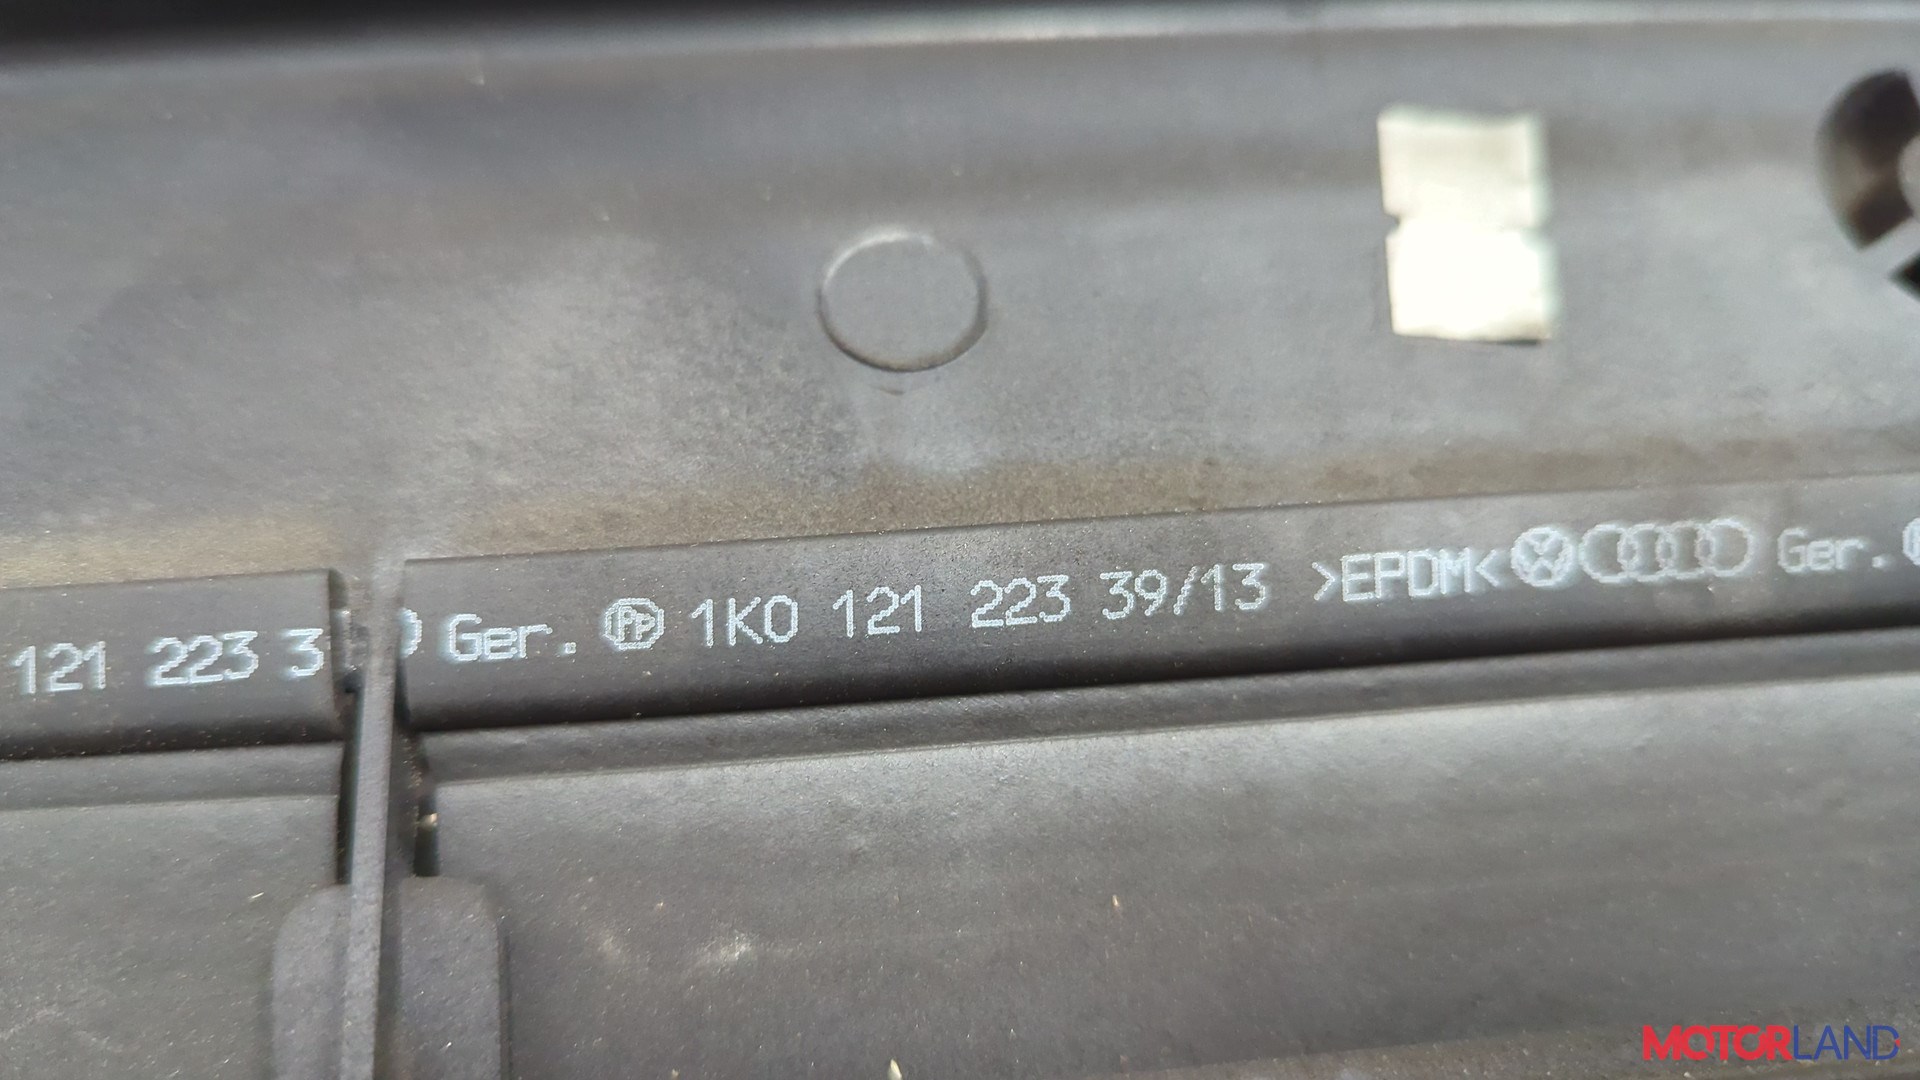 121 223 3 Ger. 1K0 121 223 39/13 >EPDM< Ger.
MOTORLAND